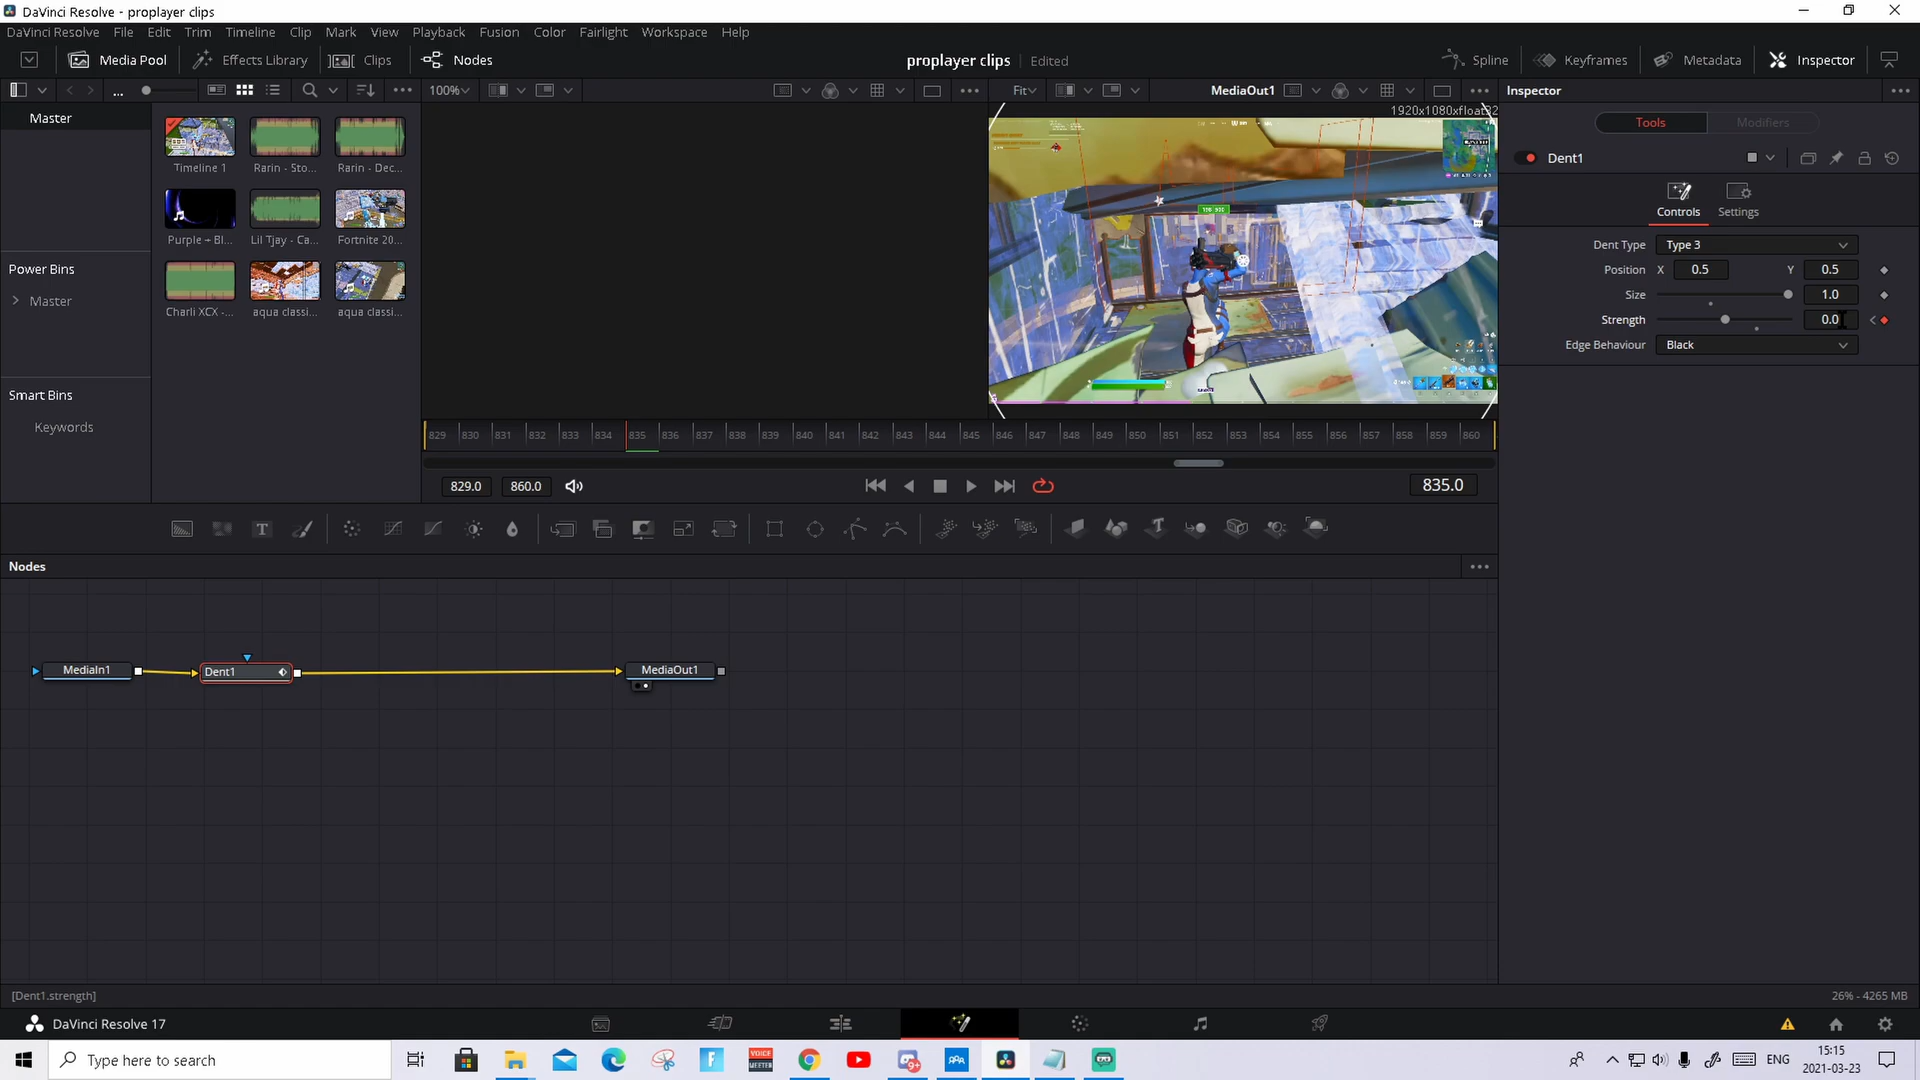 DaVinci Resolve - proplayer clips
DaVinci Resolve File Edit Trim Timeline Clip Mark View Playback Fusion Color Fairlight Workspace Help
Media Pool Effects Library Clips Nodes proplayer clips Edited Spline Keyframes Metadata Inspector
... 100% Fit MediaOut1 Inspector
Master
1920x1080xfloat32
Tools Modifiers
Timeline 1 Rarin - Sto... Rarin - Dec...
Dent1
Controls Settings
Purple + Bl... Lil Tjay - Ca... Fortnite 20...
Dent Type Type 3
Power Bins
Position X 0.5 Y 0.5
Master
Size 1.0
Charli XCX -... aqua classi... aqua classi...
Strength 0.0
Edge Behaviour Black
Smart Bins
Keywords
829 830 831 832 833 834 835 836 837 838 839 840 841 842 843 844 845 846 847 848 849 850 851 852 853 854 855 856 857 858 859 860
829.0 860.0 835.0
Nodes
MediaIn1 Dent1 MediaOut1
[Dent1.strength]
26% - 4265 MB
DaVinci Resolve 17
Type here to search
VOICE MEETER
9+
ENG
15:15
2021-03-23